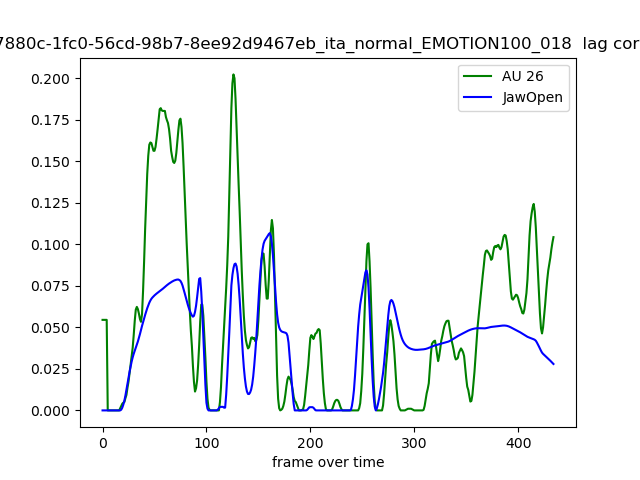 7880c-1fc0-56cd-98b7-8ee92d9467eb_ita_normal_EMOTION100_018 lag cor
AU 26
JawOpen
0.200
0.175
0.150
0.125
0.100
0.075
0.050
0.025
0.000
0 100 200 300 400
frame over time